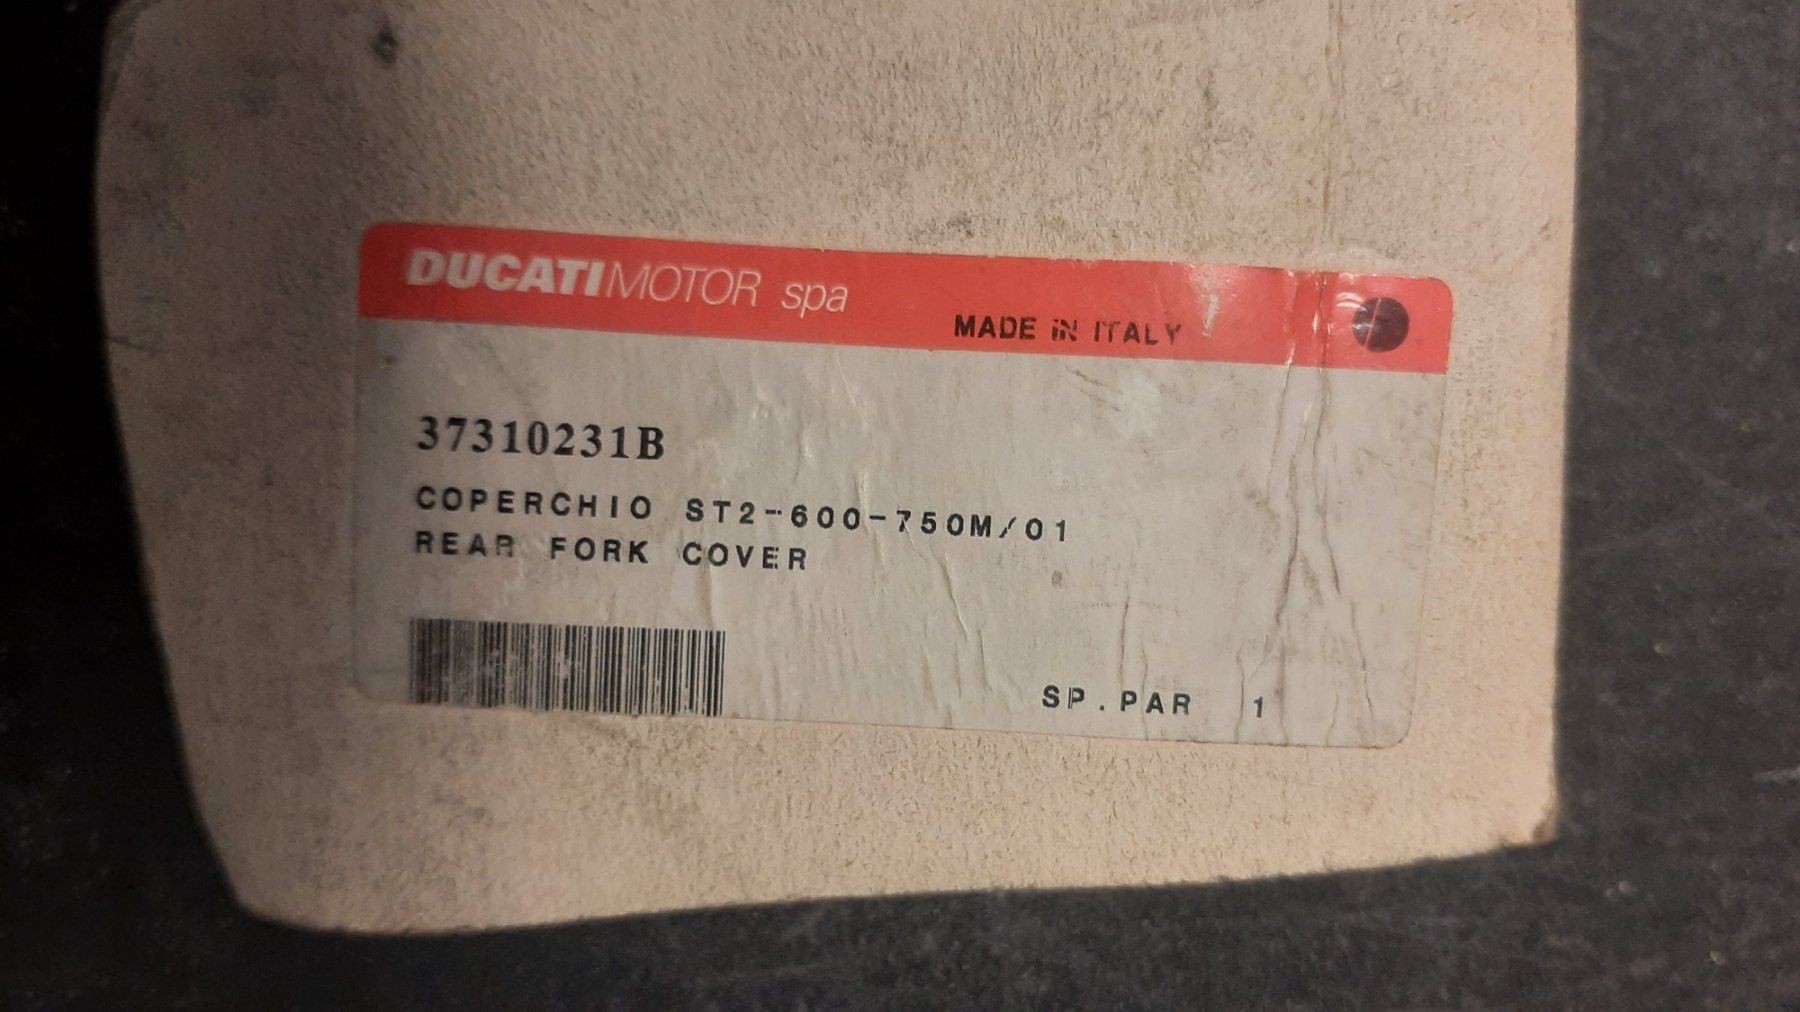 DUCATIMOTOR spa
MADE IN ITALY
37310231B
COPERCHIO ST2-600-750M/01
REAR FORK COVER
SP.PAR 1